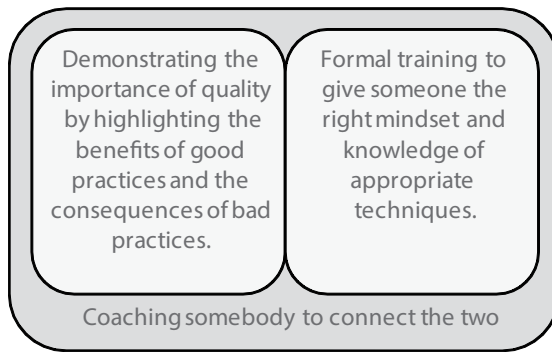 Demonstrating the
importance of quality
by highlighting the
benefits of good
practices and the
consequences of bad
practices.
Formal training to
give someone the
right mindset and
knowledge of
appropriate
techniques.
Coaching somebody to connect the two